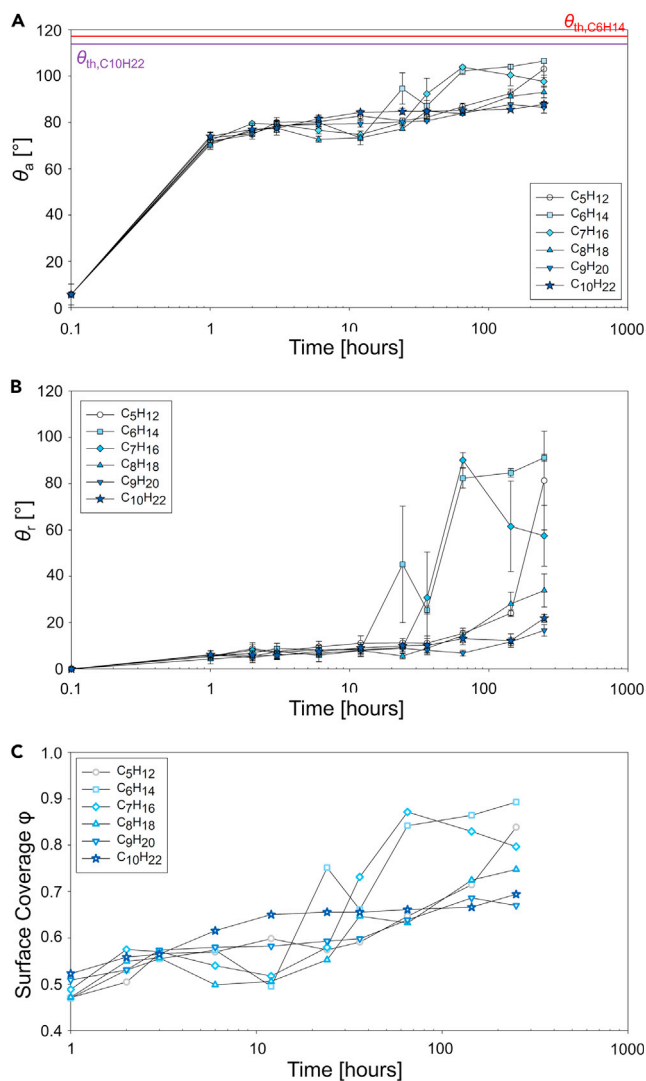 A
120
100
80
60
40
20
0
θa [°]
θth,C6H14
θth,C10H22
C5H12
C6H14
C7H16
C8H18
C9H20
C10H22
0.1 1 10 100 1000
Time [hours]
B
120
100
80
60
40
20
0
θr [°]
C5H12
C6H14
C7H16
C8H18
C9H20
C10H22
0.1 1 10 100 1000
Time [hours]
C
1.0
0.9
0.8
0.7
0.6
0.5
0.4
Surface Coverage φ
C5H12
C6H14
C7H16
C8H18
C9H20
C10H22
1 10 100 1000
Time [hours]